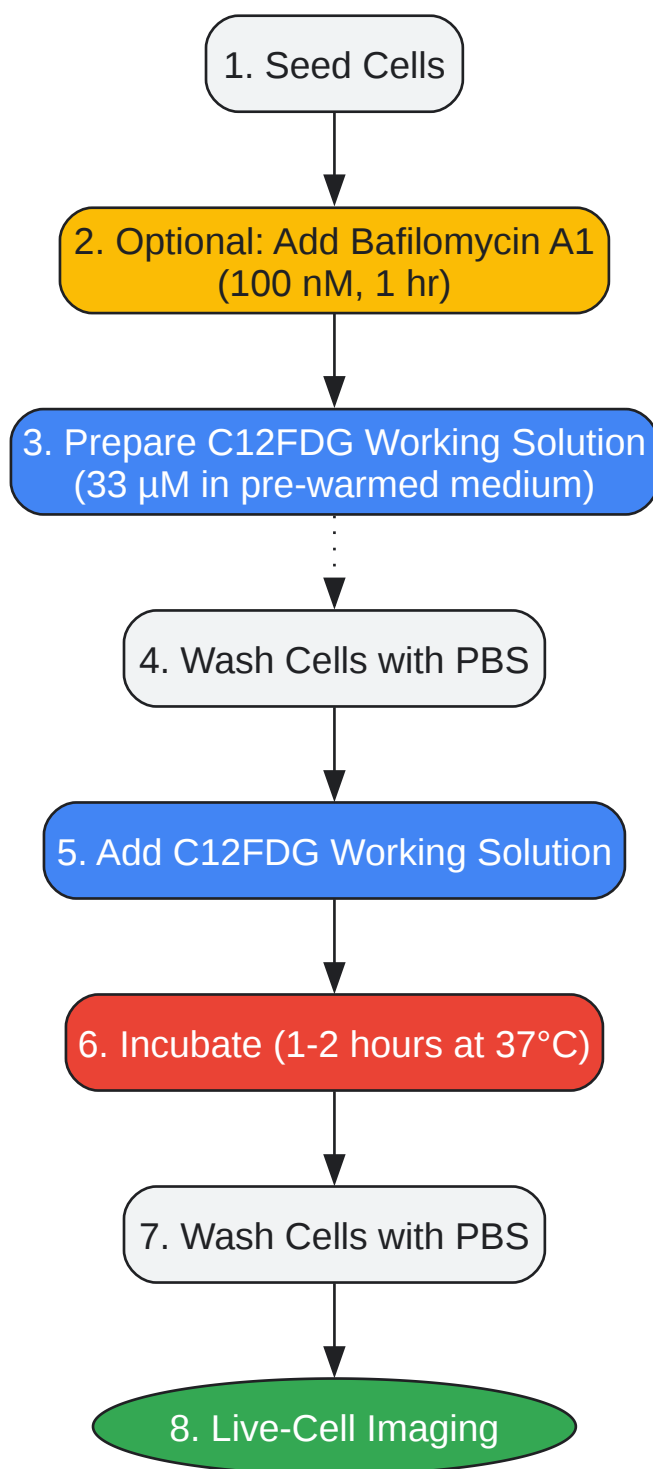 1. Seed Cells
2. Optional: Add Bafilomycin A1
(100 nM, 1 hr)
3. Prepare C12FDG Working Solution
(33 µM in pre-warmed medium)
4. Wash Cells with PBS
5. Add C12FDG Working Solution
6. Incubate (1-2 hours at 37°C)
7. Wash Cells with PBS
8. Live-Cell Imaging